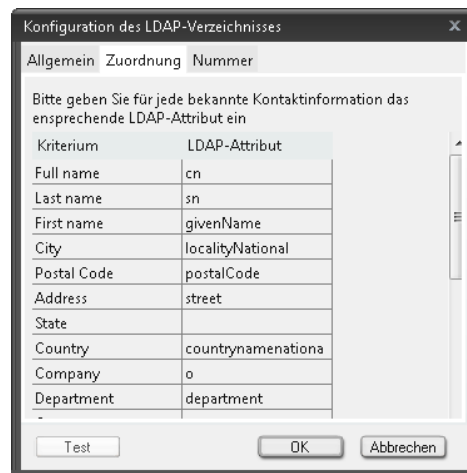 Konfiguration des LDAP-Verzeichnisses
Allgemein Zuordnung Nummer
Bitte geben Sie für jede bekannte Kontaktinformation das
ensprechende LDAP-Attribut ein
Kriterium LDAP-Attribut
Full name cn
Last name sn
First name givenName
City localityNational
Postal Code postalCode
Address street
State
Country countrynamenationa
Company o
Department department
Test OK Abbrechen